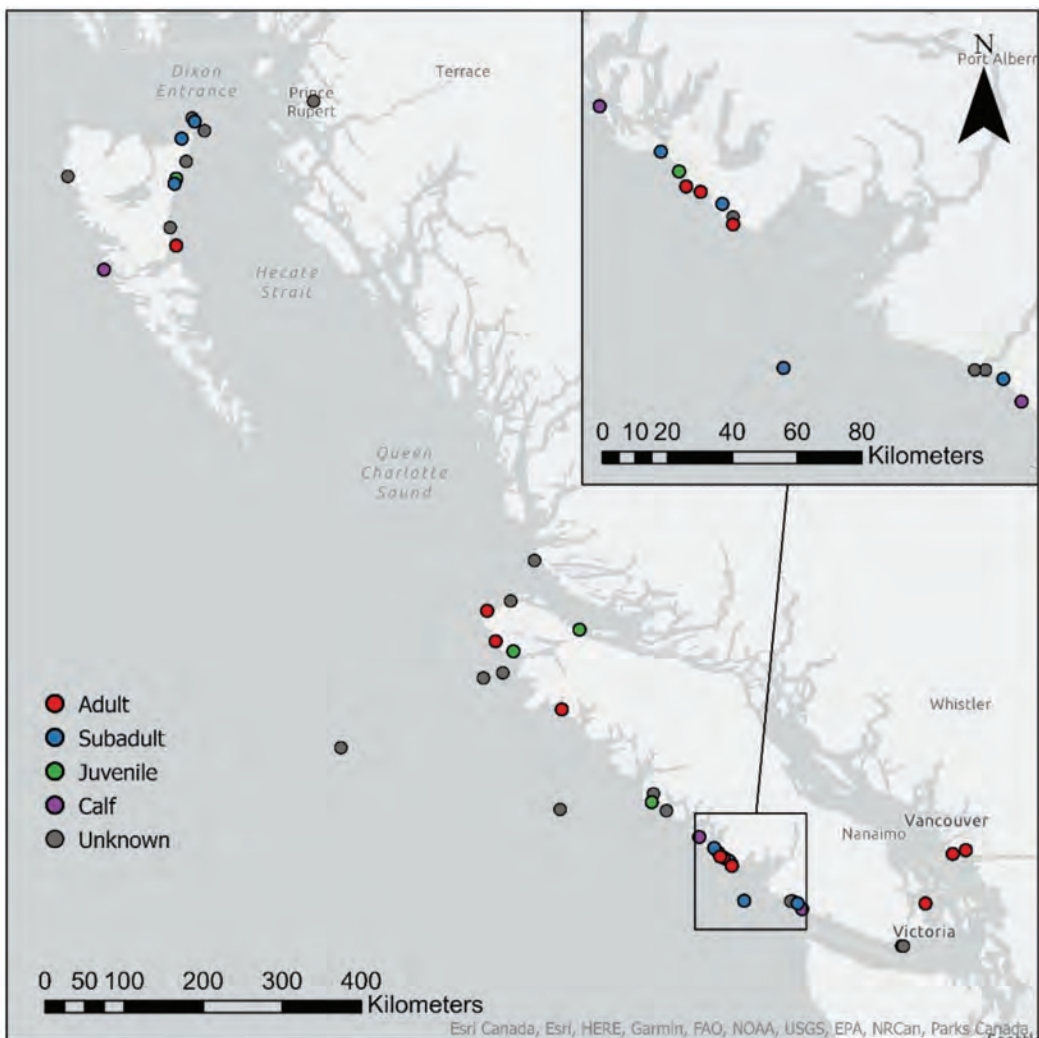 Dixon
Entrance
Prince
Rupert
Terrace
N
Port Albern
Hecate
Strait
0 10 20 40 60 80
Kilometers
Queen
Charlotte
Sound
Adult
Subadult
Juvenile
Calf
Unknown
Whistler
Vancouver
Nanaimo
Victoria
0 50 100 200 300 400
Kilometers
Esri Canada, Esri, HERE, Garmin, FAO, NOAA, USGS, EPA, NRCan, Parks Canada,